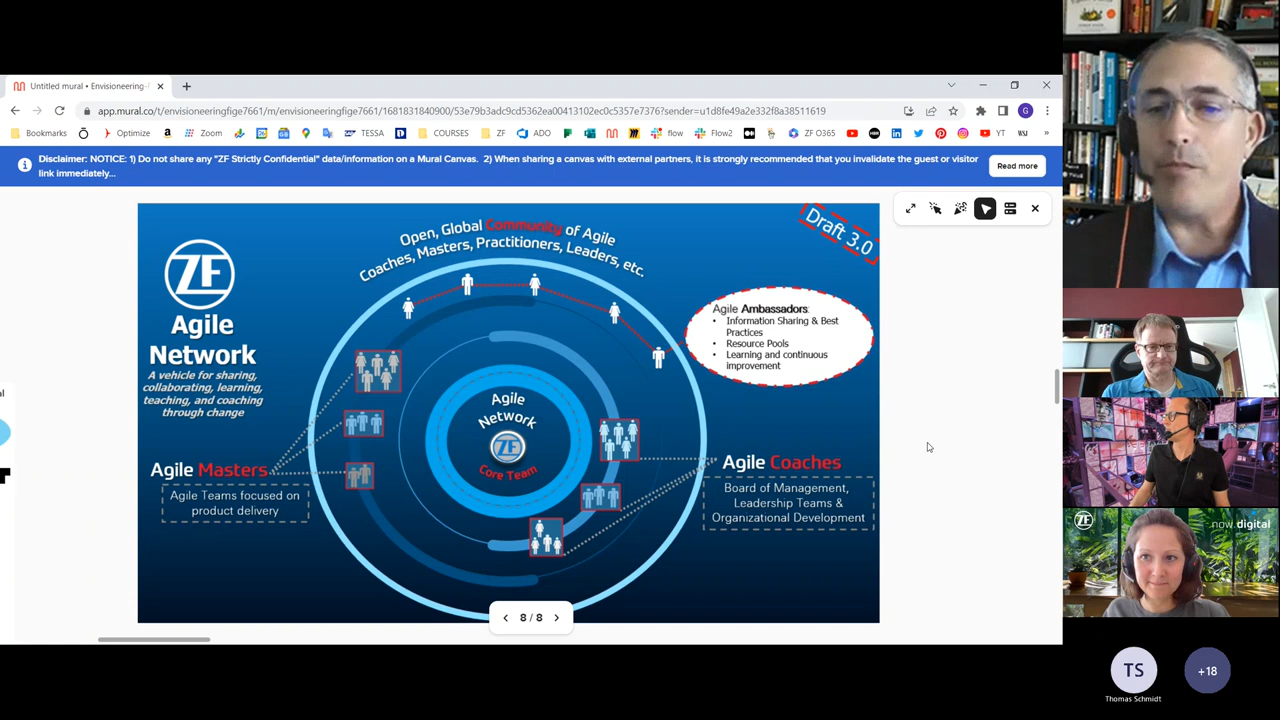 Untitled mural • Envisioneering-
app.mural.co/t/envisioneeringfige7661/m/envisioneeringfige7661/1681831840900/53e79b3adc9cd5362ea00413102ec0c5357e7376?sender=u1d8fe49a2e332f8a38511619
G
Bookmarks
Optimize
Zoom
TESSA
COURSES
ZF
ADO
flow
Flow2
ZF O365
YT
»
Disclaimer: NOTICE: 1) Do not share any "ZF Strictly Confidential" data/information on a Mural Canvas. 2) When sharing a canvas with external partners, it is strongly recommended that you invalidate the guest or visitor
link immediately...
Read more
ZF
Agile
Network
A vehicle for sharing,
collaborating, learning,
teaching, and coaching
through change
Open, Global Community of Agile
Coaches, Masters, Practitioners, Leaders, etc.
Draft 3.0
Agile Ambassadors:
• Information Sharing & Best
Practices
• Resource Pools
• Learning and continuous
improvement
Agile
Network
ZF
Core Team
Agile Masters
Agile Teams focused on
product delivery
Agile Coaches
Board of Management,
Leadership Teams &
Organizational Development
8 / 8
ZF
now.digital
TS
Thomas Schmidt
+18